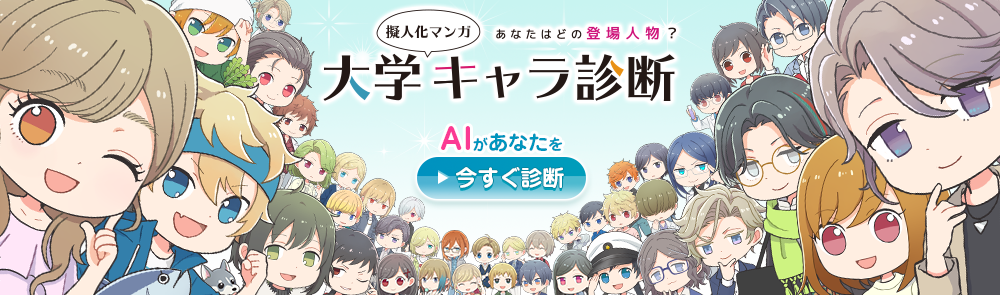 擬人化マンガ
あなたはどの登場人物?
大学キャラ診断
AIがあなたを
今すぐ診断